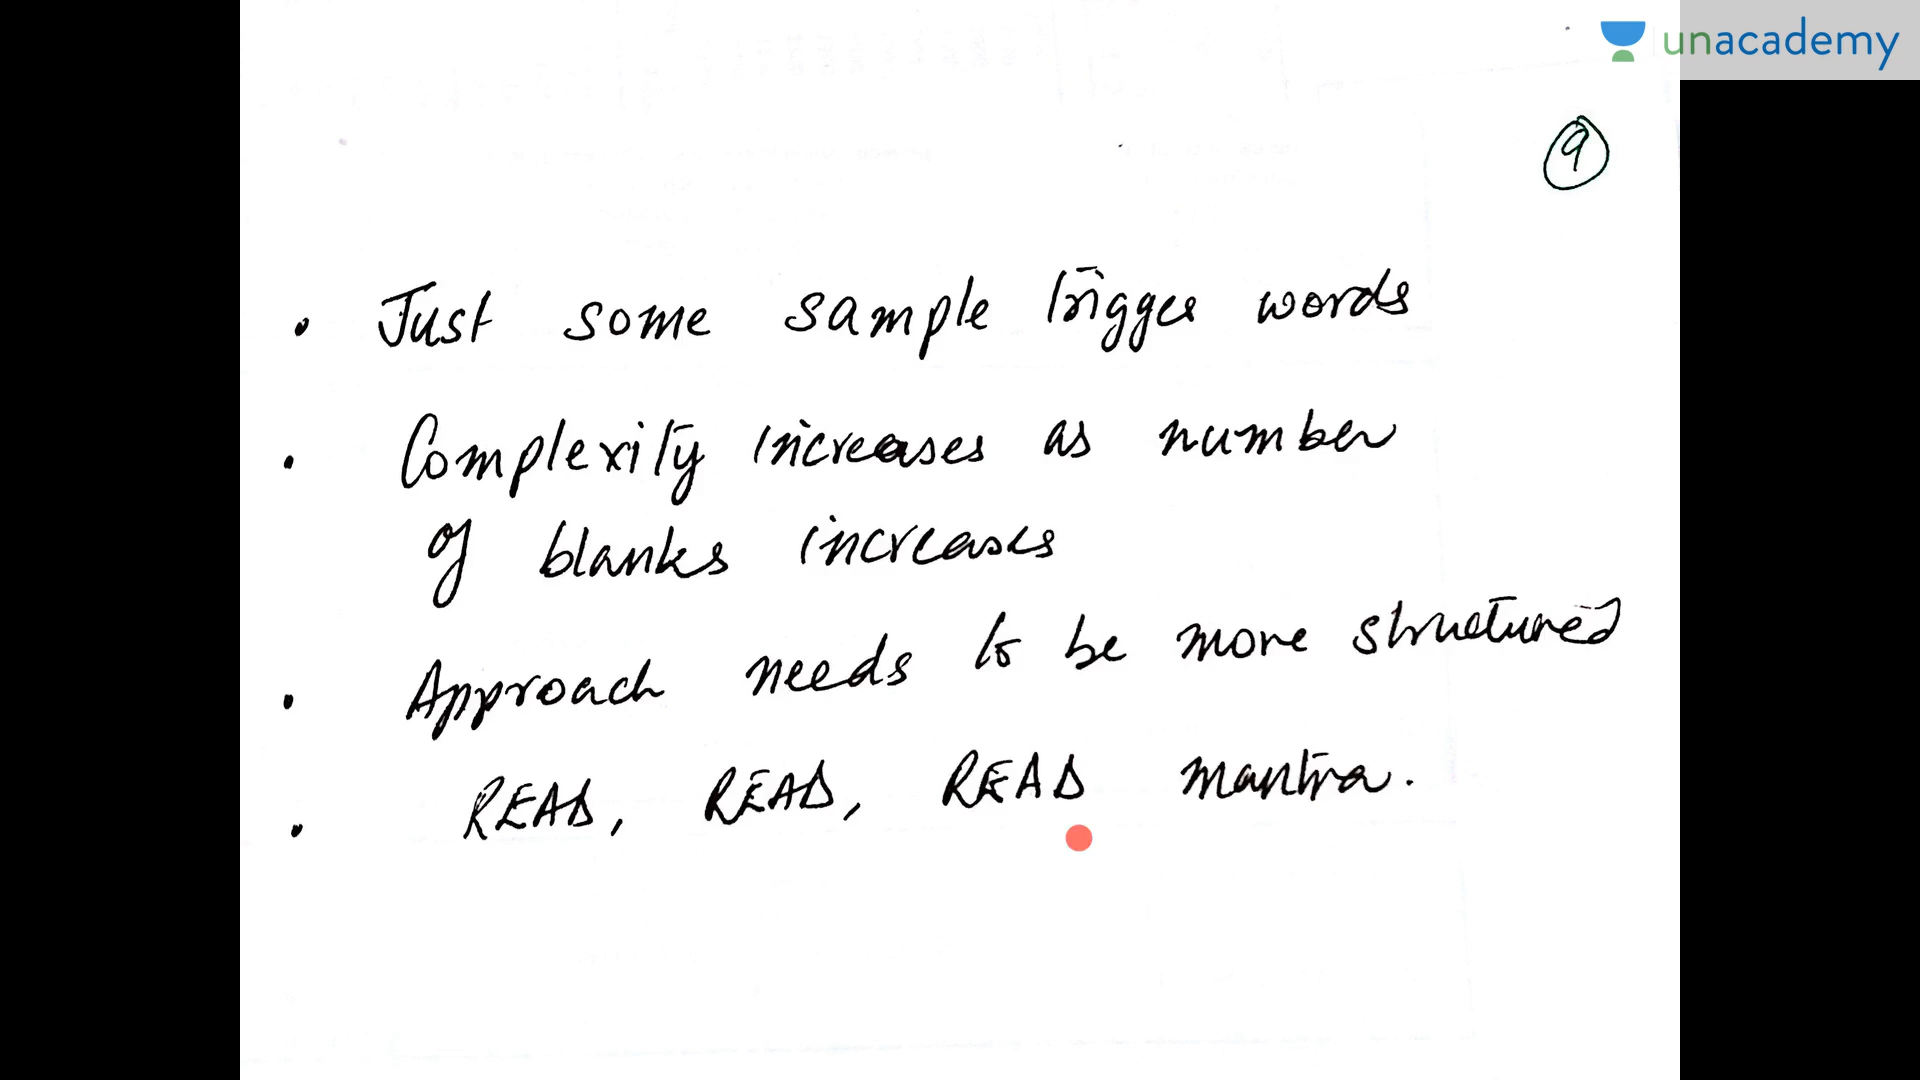 unacademy
9
• Just some sample trigger words
• Complexity increases as number
of blanks increases
• Approach needs to be more structured
• READ, READ, READ mantra.